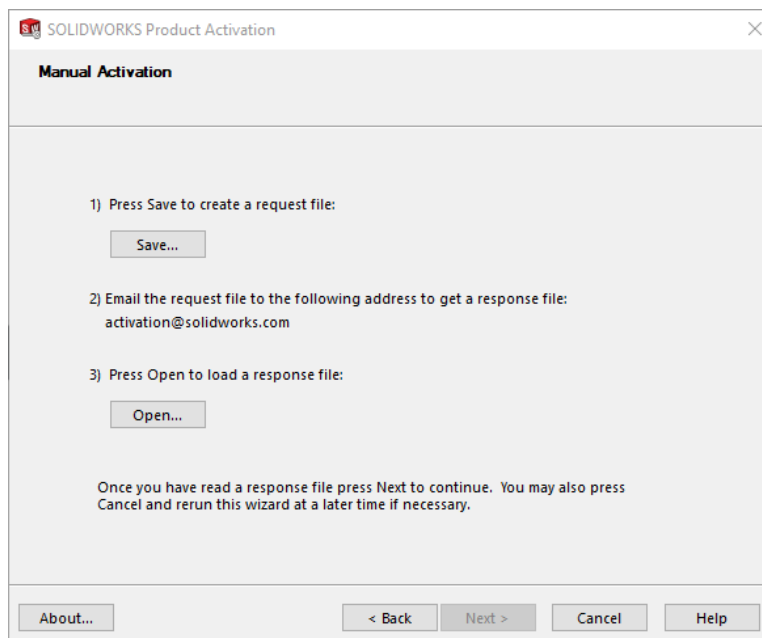 SOLIDWORKS Product Activation
Manual Activation
1) Press Save to create a request file:
Save...
2) Email the request file to the following address to get a response file:
activation@solidworks.com
3) Press Open to load a response file:
Open...
Once you have read a response file press Next to continue. You may also press
Cancel and rerun this wizard at a later time if necessary.
About...
< Back
Next >
Cancel
Help